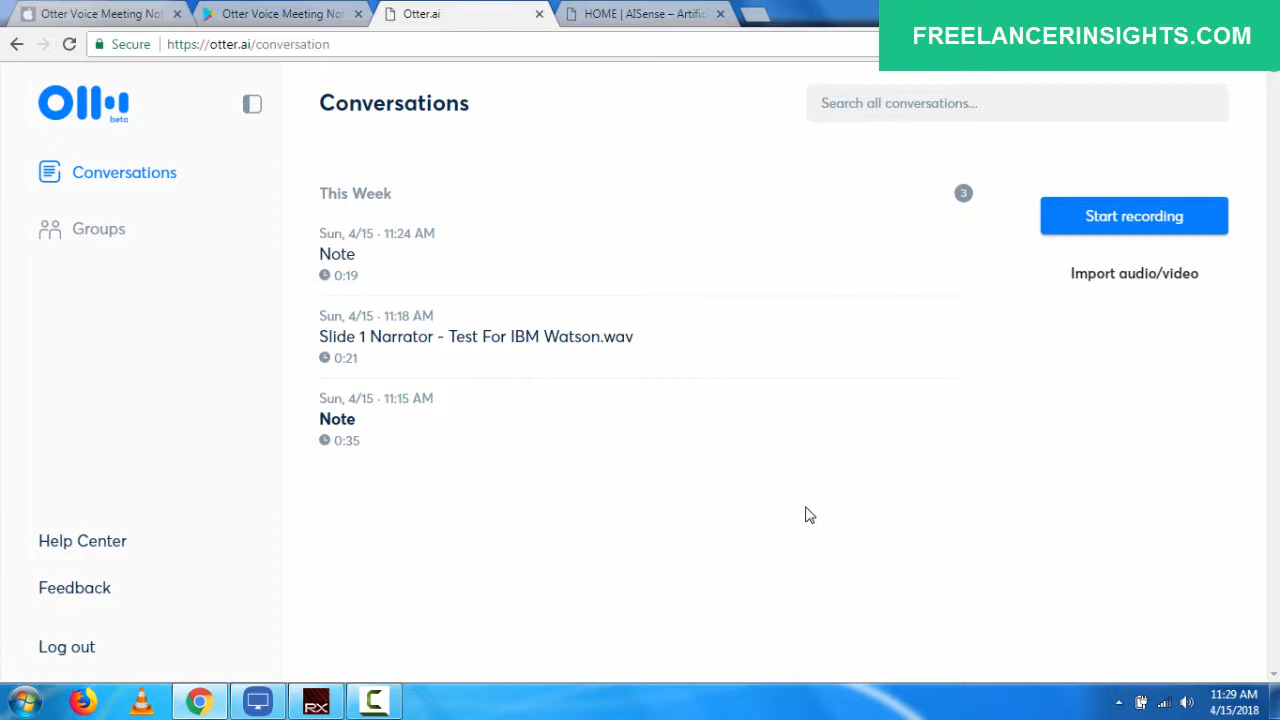 Otter Voice Meeting Not
Otter Voice Meeting Not
Otter.ai
HOME | AISense – Artific
FREELANCERINSIGHTS.COM
Secure
https://otter.ai/conversation
beta
Conversations
Search all conversations...
Conversations
Groups
This Week
3
Start recording
Import audio/video
Sun, 4/15 · 11:24 AM
Note
0:19
Sun, 4/15 · 11:18 AM
Slide 1 Narrator - Test For IBM Watson.wav
0:21
Sun, 4/15 · 11:15 AM
Note
0:35
Help Center
Feedback
Log out
RX
11:29 AM
4/15/2018